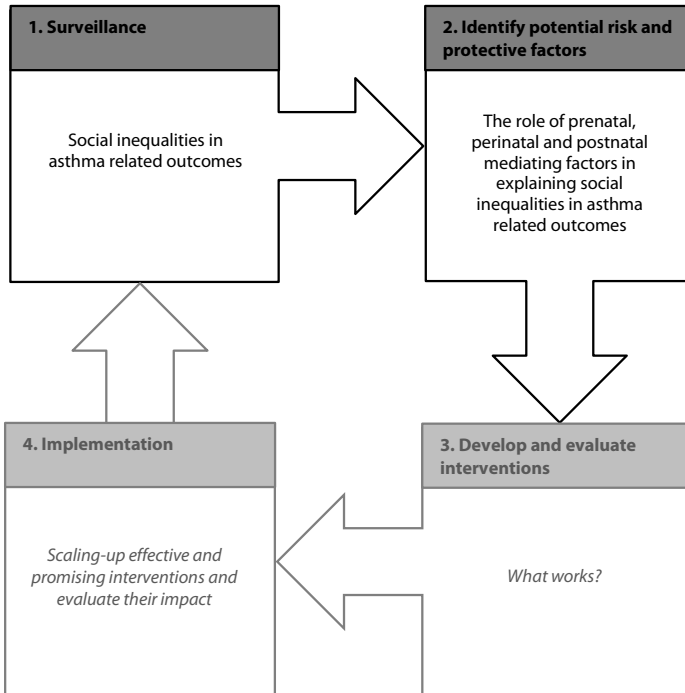 1. Surveillance
Social inequalities in
asthma related outcomes
2. Identify potential risk and
protective factors
The role of prenatal,
perinatal and postnatal
mediating factors in
explaining social
inequalities in asthma
related outcomes
3. Develop and evaluate
interventions
What works?
4. Implementation
Scaling-up effective and
promising interventions and
evaluate their impact